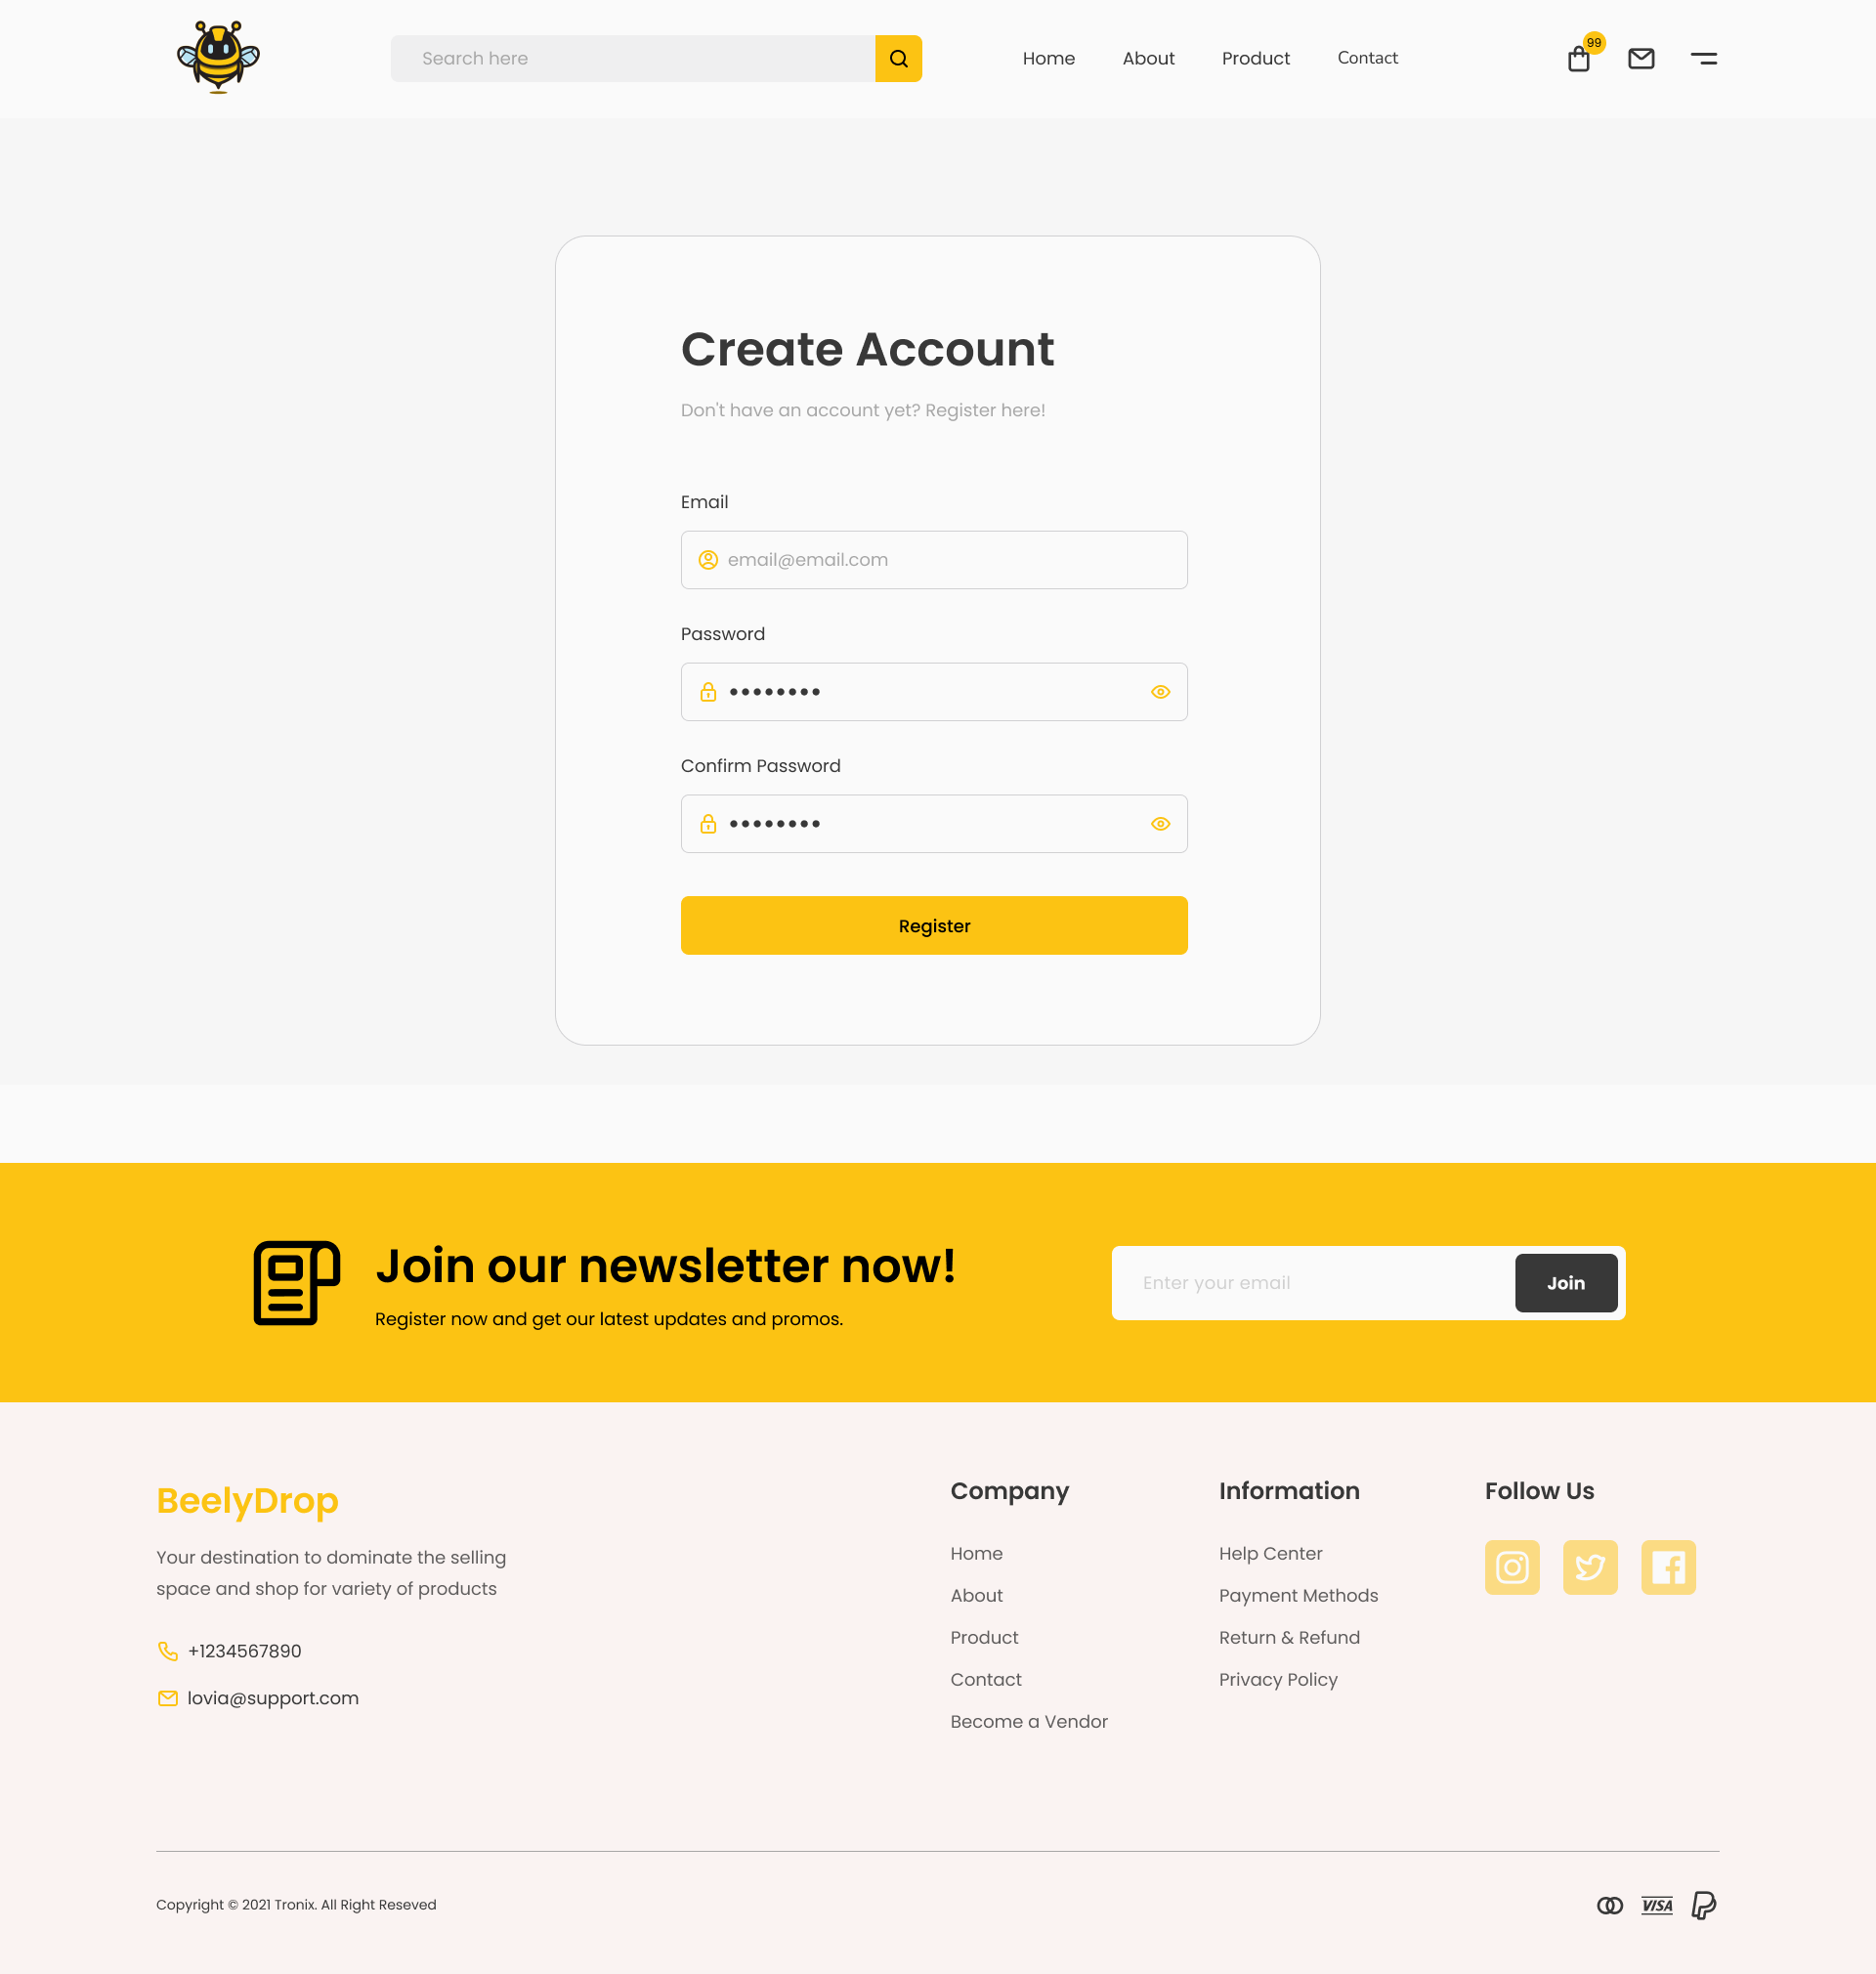 Search here
Home
About
Product
Contact
99
Create Account
Don't have an account yet? Register here!
Email
email@email.com
Password
••••••••
Confirm Password
••••••••
Register
Join our newsletter now!
Register now and get our latest updates and promos.
Enter your email
Join
BeelyDrop
Your destination to dominate the selling
space and shop for variety of products
+1234567890
lovia@support.com
Company
Home
About
Product
Contact
Become a Vendor
Information
Help Center
Payment Methods
Return & Refund
Privacy Policy
Follow Us
Copyright © 2021 Tronix. All Right Reseved
VISA